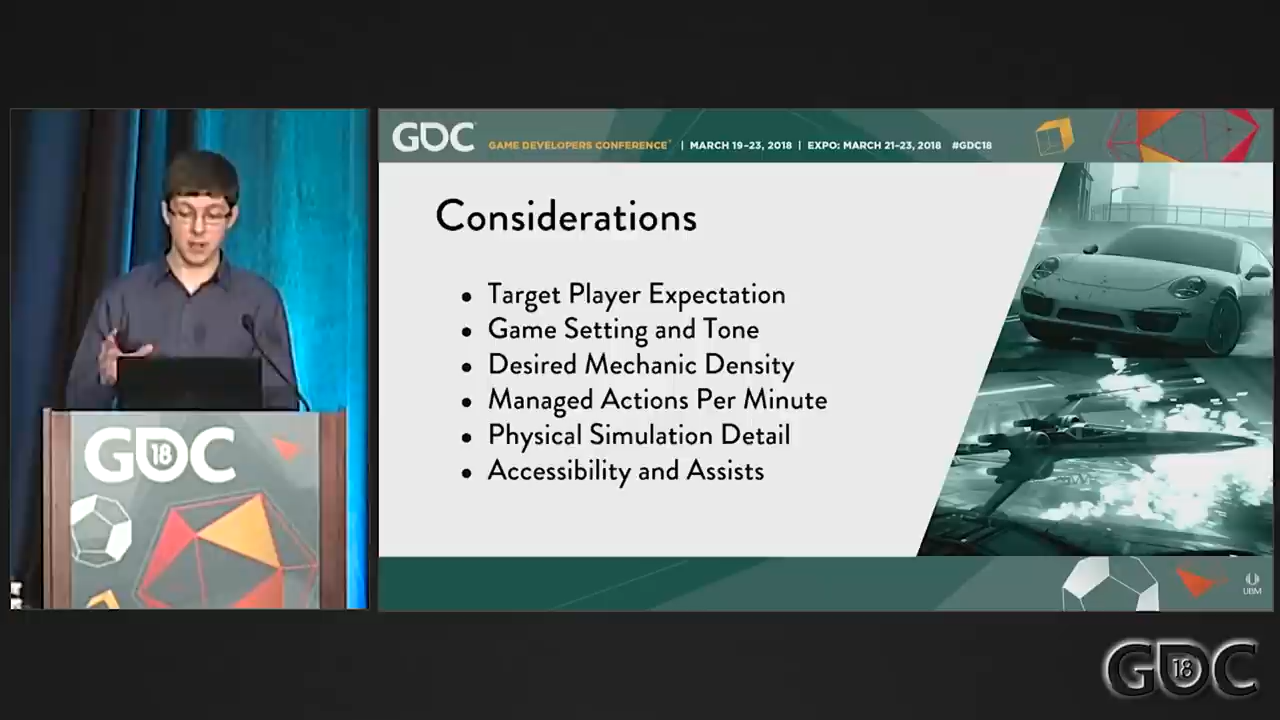 GDC GAME DEVELOPERS CONFERENCE® | MARCH 19–23, 2018 | EXPO: MARCH 21–23, 2018 #GDC18
Considerations
• Target Player Expectation
• Game Setting and Tone
• Desired Mechanic Density
• Managed Actions Per Minute
• Physical Simulation Detail
• Accessibility and Assists
GDC 18
UBM
GDC 18